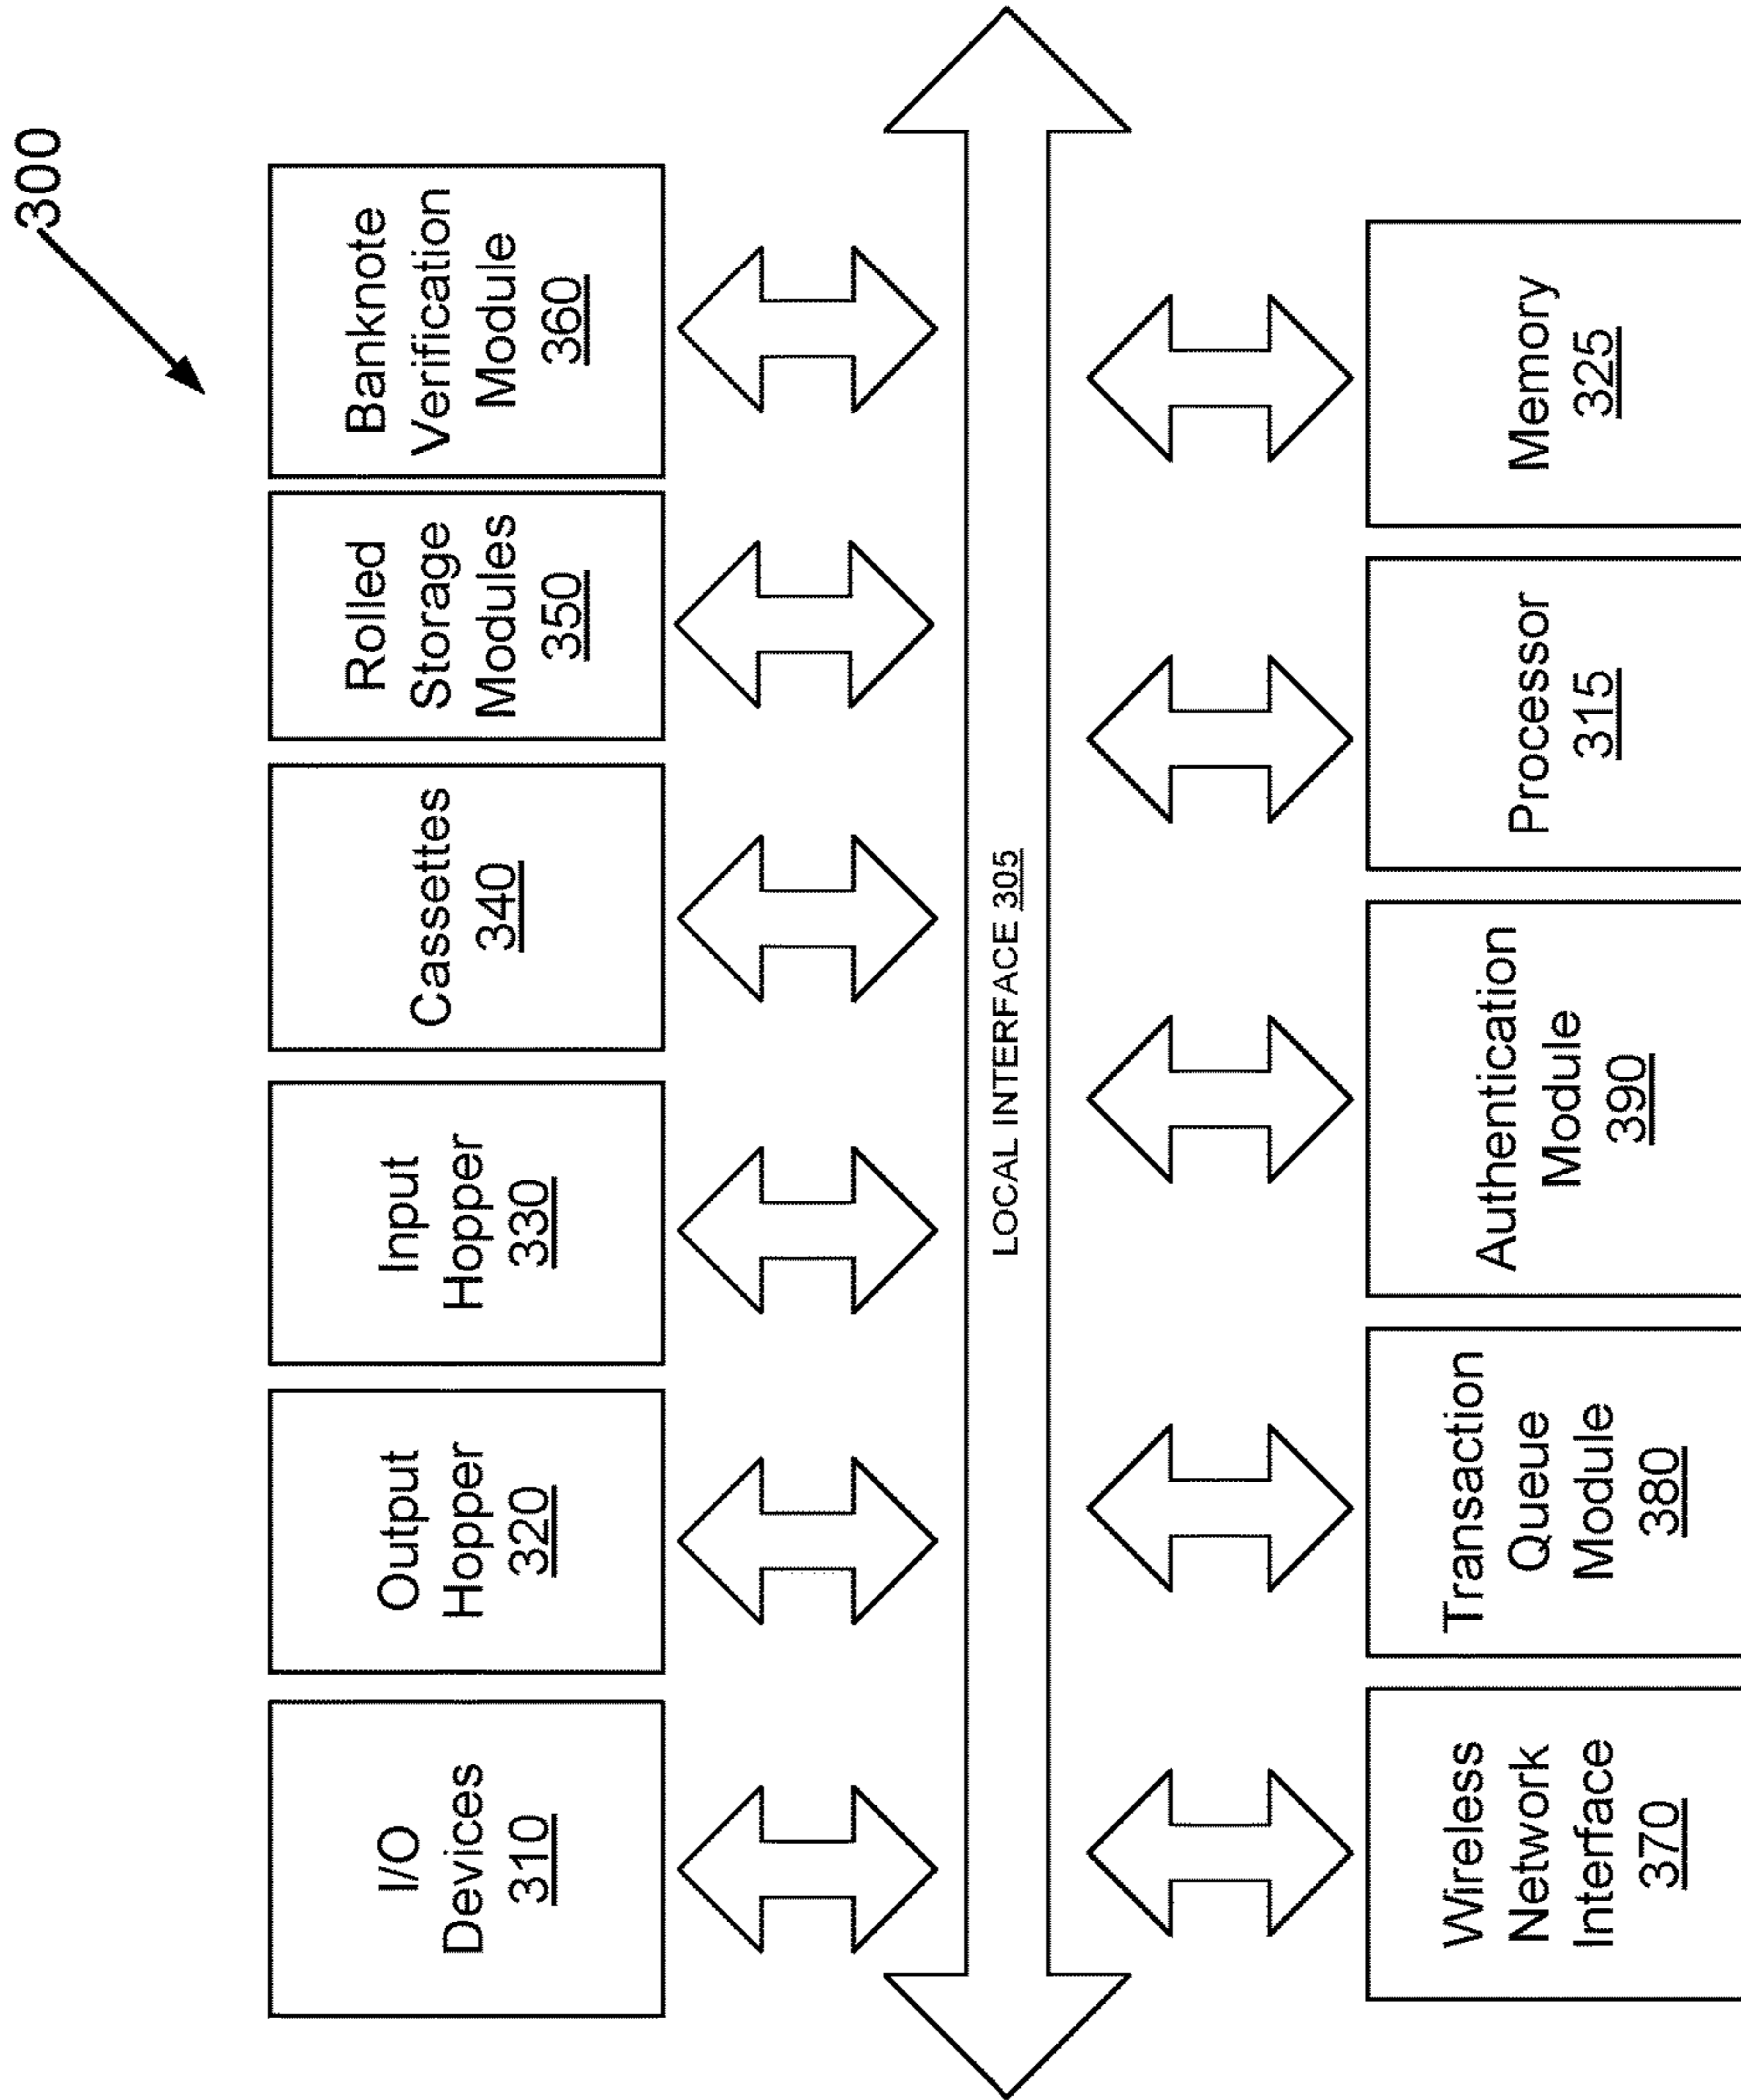 300
I/O
Devices
310
Output
Hopper
320
Input
Hopper
330
Cassettes
340
Rolled
Storage
Modules
350
Banknote
Verification
Module
360
LOCAL INTERFACE 305
Wireless
Network
Interface
370
Transaction
Queue
Module
380
Authentication
Module
390
Processor
315
Memory
325